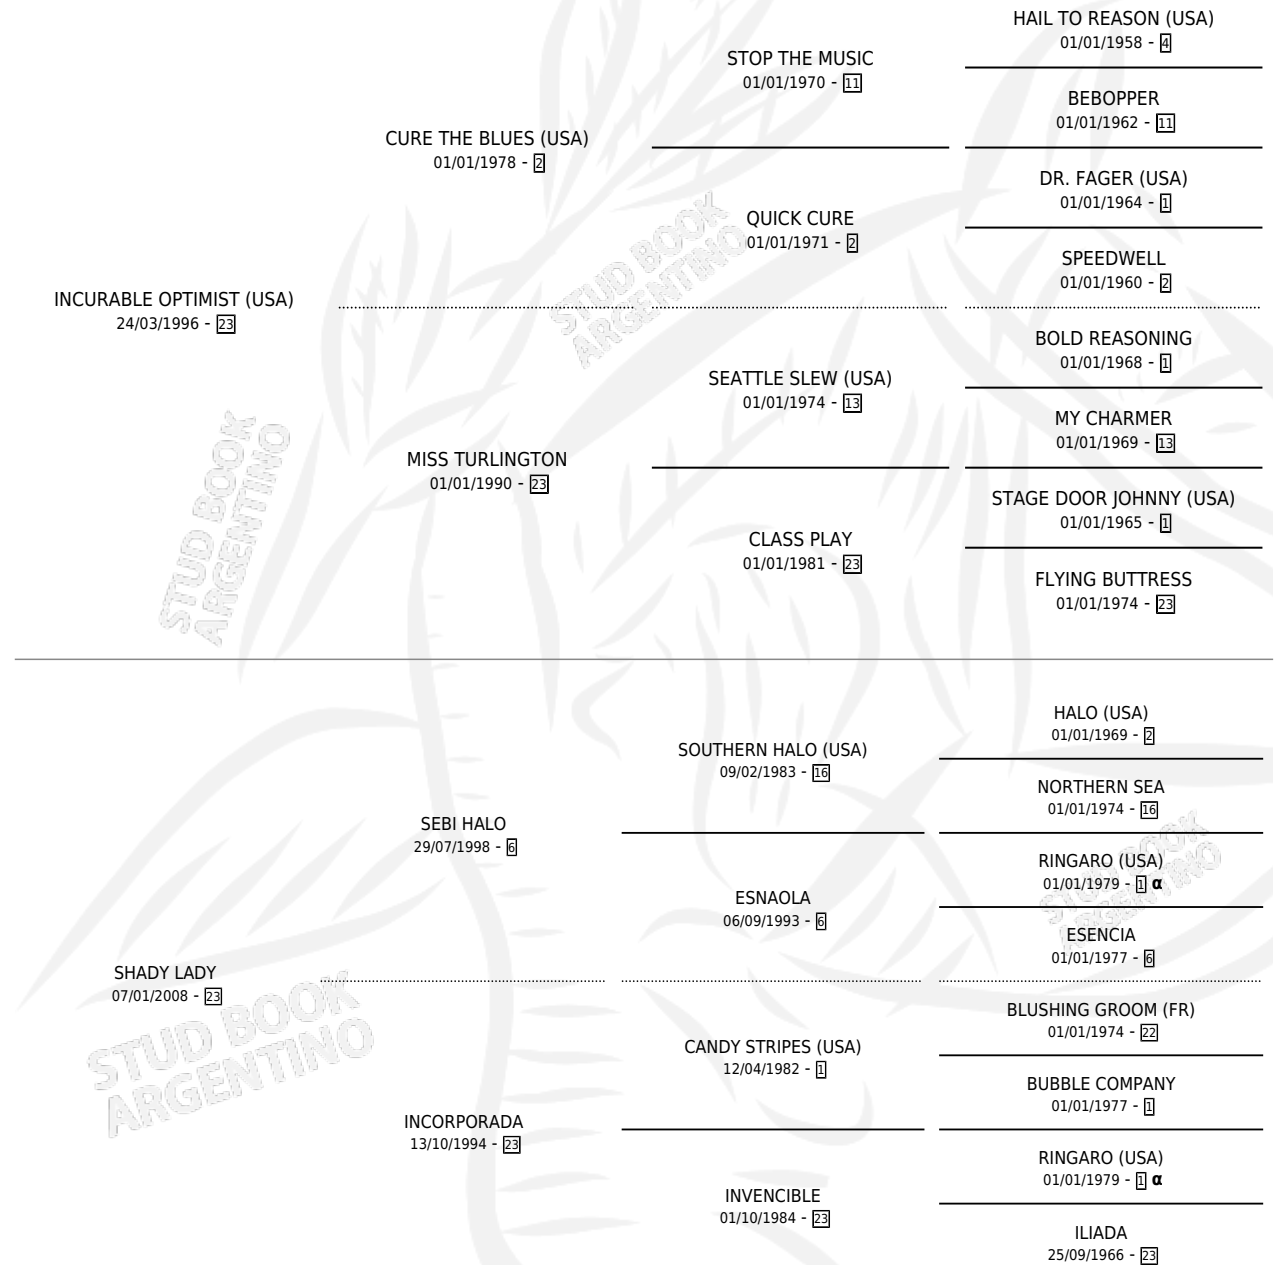 HAIL TO REASON (USA)
01/01/1958 - 4
STOP THE MUSIC
01/01/1970 - 11
BEBOPPER
01/01/1962 - 11
CURE THE BLUES (USA)
01/01/1978 - 2
DR. FAGER (USA)
01/01/1964 - 1
QUICK CURE
01/01/1971 - 2
SPEEDWELL
01/01/1960 - 2
INCURABLE OPTIMIST (USA)
24/03/1996 - 23
BOLD REASONING
01/01/1968 - 1
SEATTLE SLEW (USA)
01/01/1974 - 13
MY CHARMER
01/01/1969 - 13
MISS TURLINGTON
01/01/1990 - 23
STAGE DOOR JOHNNY (USA)
01/01/1965 - 1
CLASS PLAY
01/01/1981 - 23
FLYING BUTTRESS
01/01/1974 - 23
HALO (USA)
01/01/1969 - 2
SOUTHERN HALO (USA)
09/02/1983 - 16
NORTHERN SEA
01/01/1974 - 16
SEBI HALO
29/07/1998 - 6
RINGARO (USA)
01/01/1979 - 1 α
ESNAOLA
06/09/1993 - 6
ESENCIA
01/01/1977 - 6
SHADY LADY
07/01/2008 - 23
BLUSHING GROOM (FR)
01/01/1974 - 22
CANDY STRIPES (USA)
12/04/1982 - 1
BUBBLE COMPANY
01/01/1977 - 1
INCORPORADA
13/10/1994 - 23
RINGARO (USA)
01/01/1979 - 1 α
INVENCIBLE
01/10/1984 - 23
ILIADA
25/09/1966 - 23
STUD BOOK
ARGENTINO
STUD BOOK
ARGENTINO
STUD BOOK
ARGENTINO
STUD BOOK
ARGENTINO